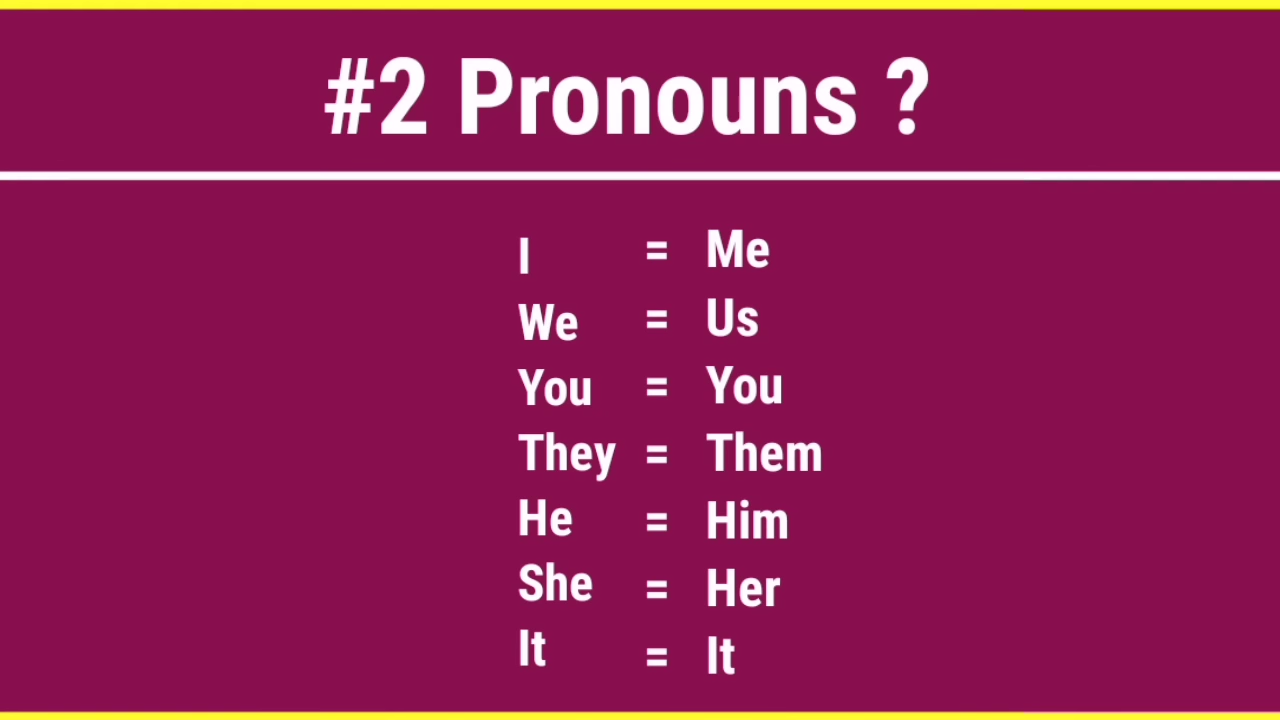 #2 Pronouns ?
I = Me
We = Us
You = You
They = Them
He = Him
She = Her
It = It